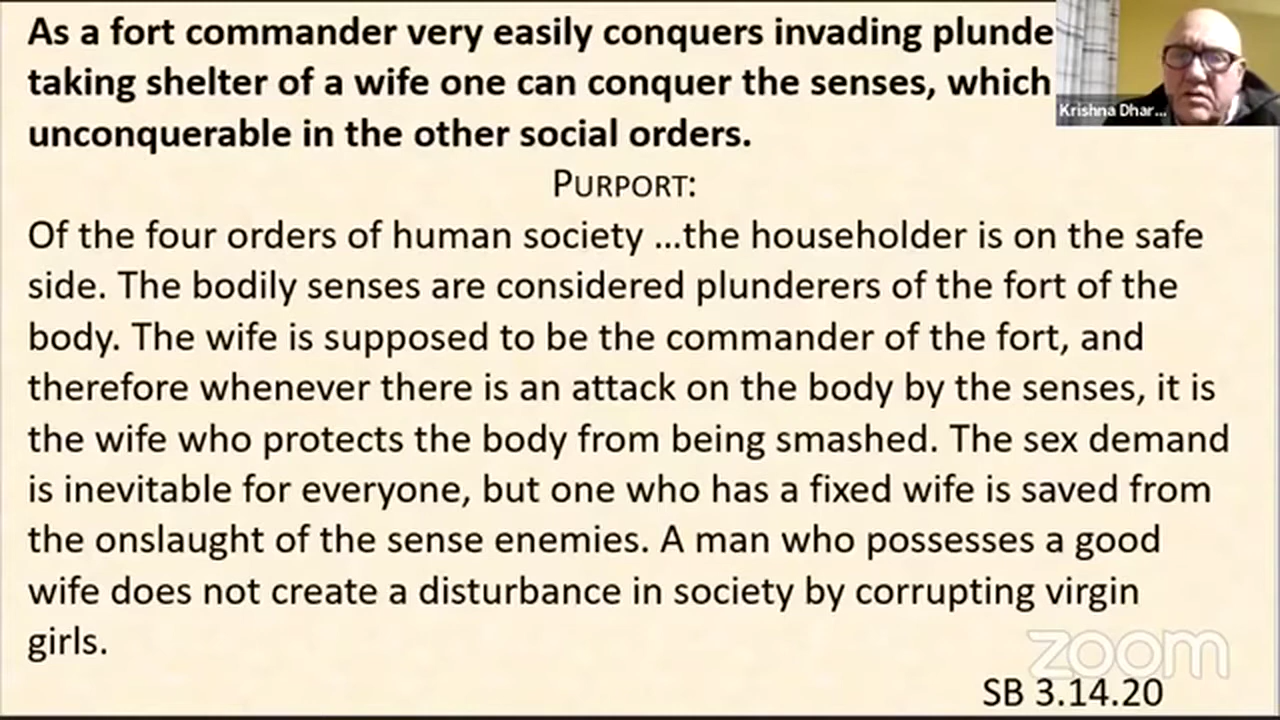 As a fort commander very easily conquers invading plunde
taking shelter of a wife one can conquer the senses, which
unconquerable in the other social orders.
PURPORT:
Of the four orders of human society ...the householder is on the safe
side. The bodily senses are considered plunderers of the fort of the
body. The wife is supposed to be the commander of the fort, and
therefore whenever there is an attack on the body by the senses, it is
the wife who protects the body from being smashed. The sex demand
is inevitable for everyone, but one who has a fixed wife is saved from
the onslaught of the sense enemies. A man who possesses a good
wife does not create a disturbance in society by corrupting virgin
girls.
SB 3.14.20
Krishna Dhar...
zoom